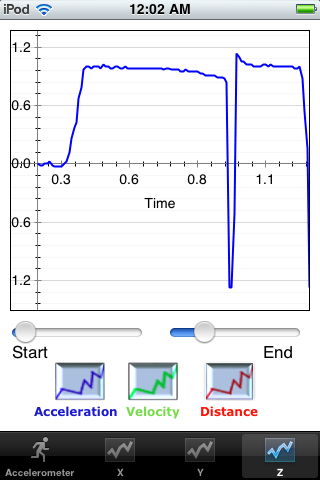 iPod 12:02 AM
1.2
0.6
0.0
0.3 0.6 0.8 1.1
Time
0.6
1.2
Start End
Acceleration Velocity Distance
Accelerometer X Y Z